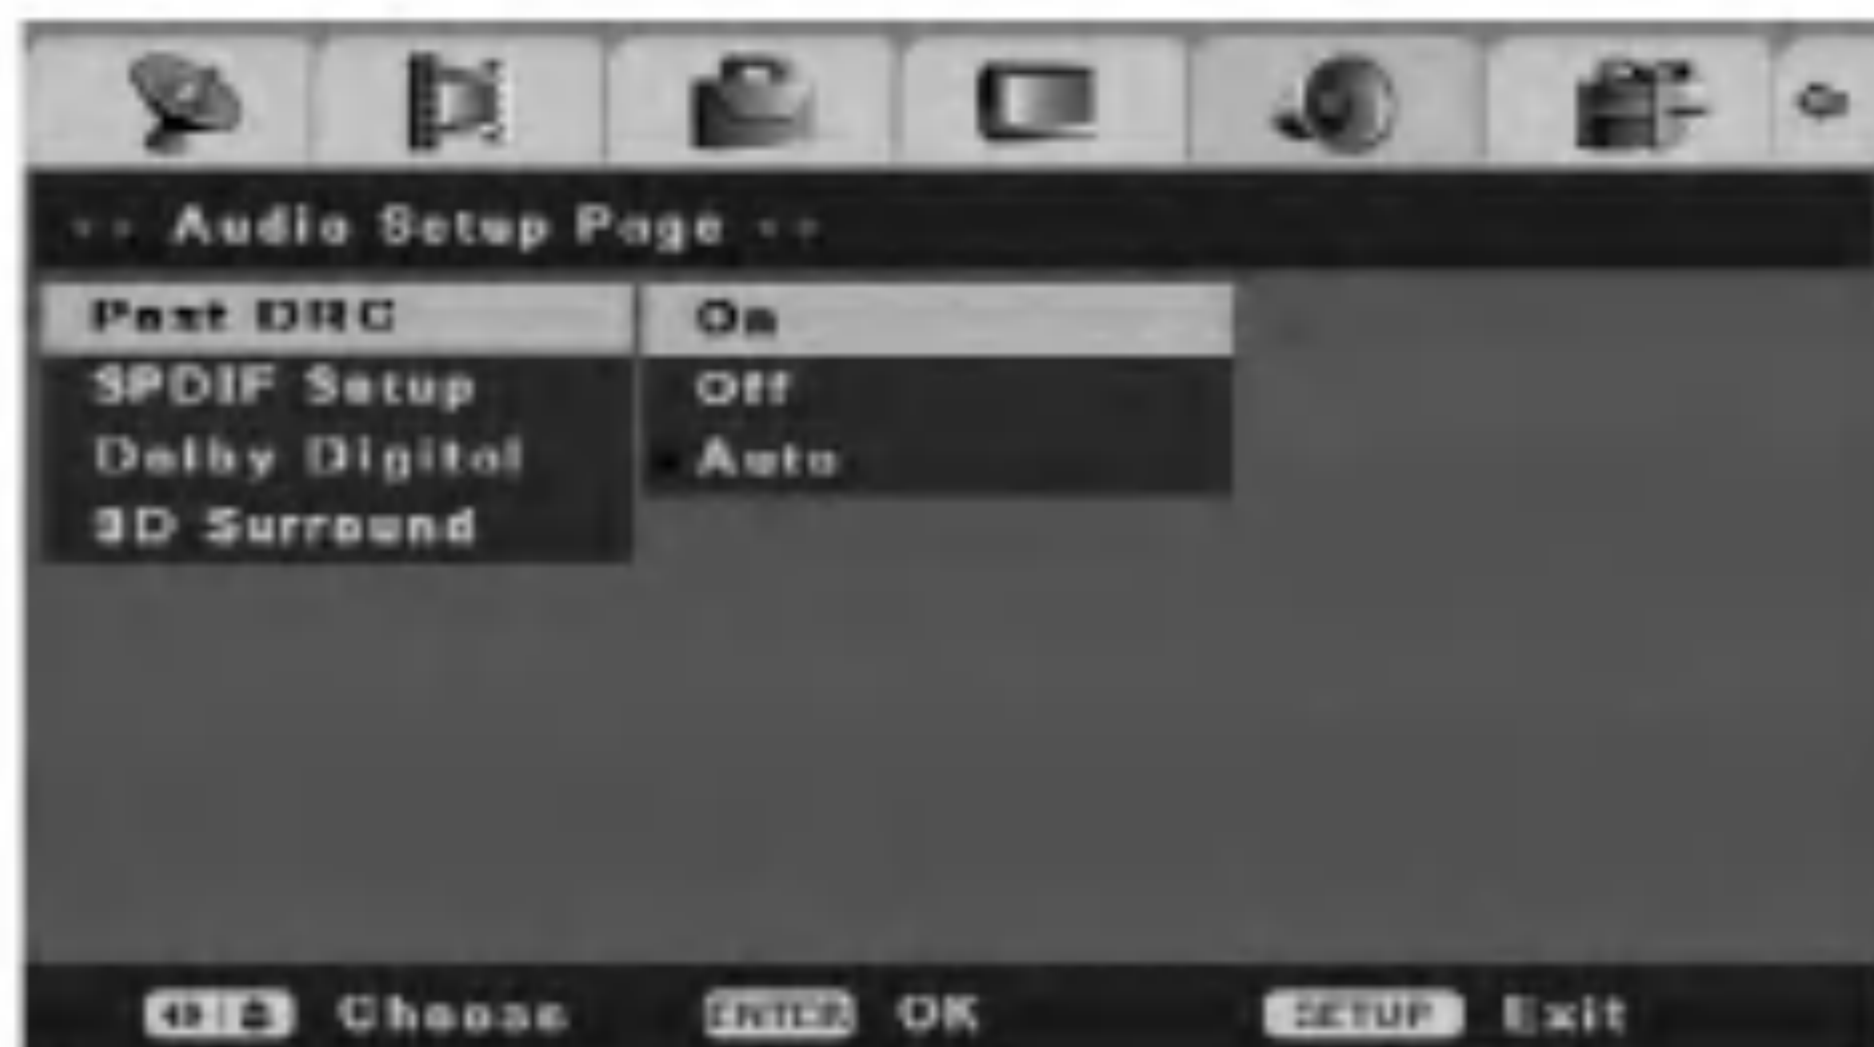 -- Audio Setup Page --
Post DRC
On
SPDIF Setup
Off
Dolby Digital
Auto
3D Surround
Choose
ENTER OK
SETUP Exit